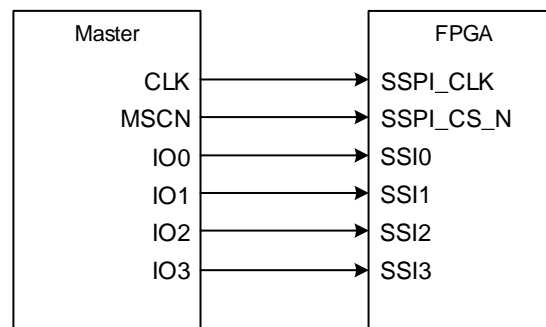 Master
FPGA
CLK
SSPI_CLK
MSCN
SSPI_CS_N
IO0
SSI0
IO1
SSI1
IO2
SSI2
IO3
SSI3